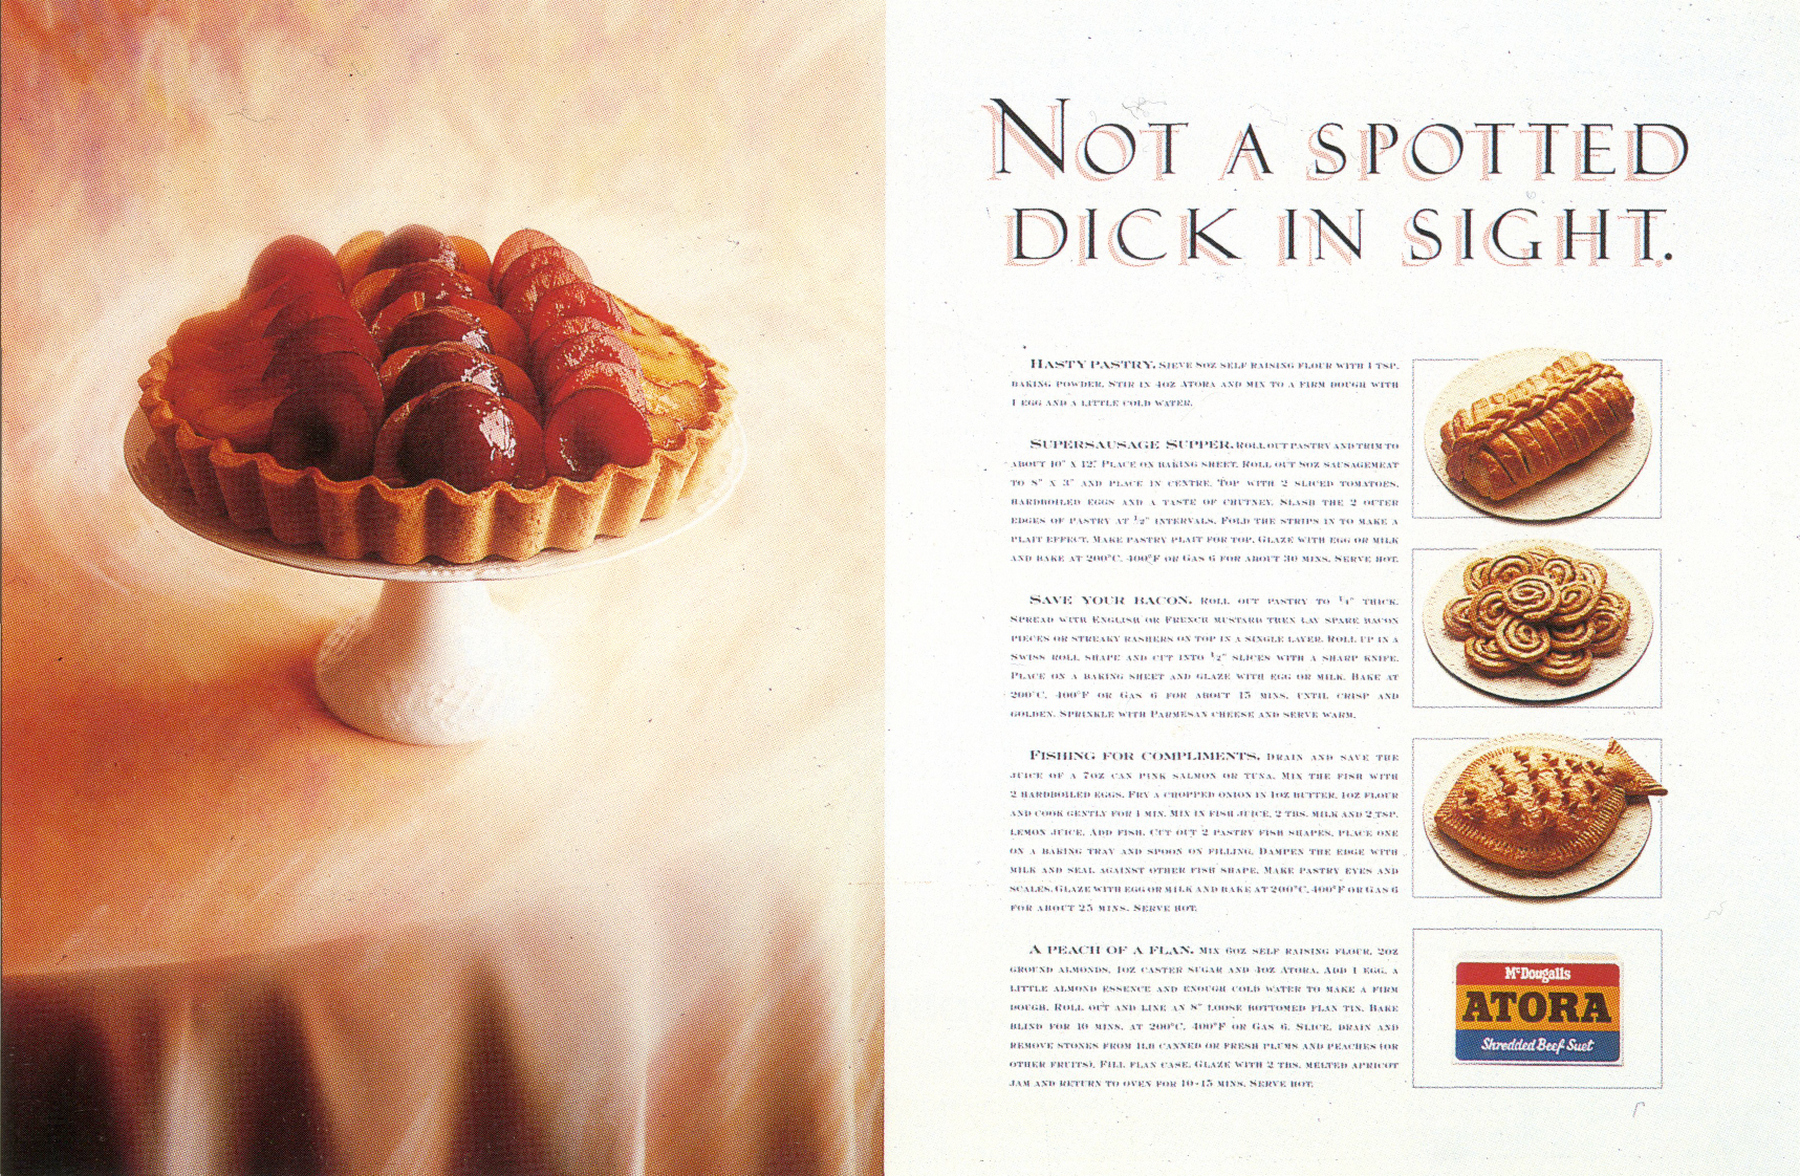 NOT A SPOTTED
DICK IN SIGHT.
HASTY PASTRY. SIEVE 8OZ SELF RAISING FLOUR WITH 1 TSP.
BAKING POWDER. STIR IN 4OZ ATORA AND MIX TO A FIRM DOUGH WITH
1 EGG AND A LITTLE COLD WATER.
SUPERSAUSAGE SUPPER. ROLL OUT PASTRY AND TRIM TO
ABOUT 10" X 12". PLACE ON BAKING SHEET. ROLL OUT 8OZ SAUSAGEMEAT
TO 8" X 3" AND PLACE IN CENTRE. TOP WITH 2 SLICED TOMATOES,
HARDBOILED EGGS AND A TASTE OF CHUTNEY. SLASH THE 2 OUTER
EDGES OF PASTRY AT ½" INTERVALS. FOLD THE STRIPS IN TO MAKE A
PLAIT EFFECT. MAKE PASTRY PLAIT FOR TOP. GLAZE WITH EGG OR MILK
AND BAKE AT 200°C, 400°F OR GAS 6 FOR ABOUT 30 MINS. SERVE HOT.
SAVE YOUR BACON. ROLL OUT PASTRY TO ¼" THICK.
SPREAD WITH ENGLISH OR FRENCH MUSTARD THEN LAY SPARE BACON
PIECES OR STREAKY RASHERS ON TOP IN A SINGLE LAYER. ROLL UP IN A
SWISS ROLL SHAPE AND CUT INTO ½" SLICES WITH A SHARP KNIFE.
PLACE ON A BAKING SHEET AND GLAZE WITH EGG OR MILK. BAKE AT
200°C, 400°F OR GAS 6 FOR ABOUT 15 MINS. UNTIL CRISP AND
GOLDEN. SPRINKLE WITH PARMESAN CHEESE AND SERVE WARM.
FISHING FOR COMPLIMENTS. DRAIN AND SAVE THE
JUICE OF A 7OZ CAN PINK SALMON OR TUNA. MIX THE FISH WITH
2 HARDBOILED EGGS. FRY A CHOPPED ONION IN 1OZ BUTTER, 1OZ FLOUR
AND COOK GENTLY FOR 1 MIN. MIX IN FISH JUICE, 2 TBS. MILK AND 2 TSP.
LEMON JUICE. ADD FISH. CUT OUT 2 PASTRY FISH SHAPES, PLACE ONE
ON A BAKING TRAY AND SPOON ON FILLING. DAMPEN THE EDGE WITH
MILK AND SEAL AGAINST OTHER FISH SHAPE. MAKE PASTRY EYES AND
SCALES. GLAZE WITH EGG OR MILK AND BAKE AT 200°C, 400°F OR GAS 6
FOR ABOUT 25 MINS. SERVE HOT.
A PEACH OF A FLAN. MIX 6OZ SELF RAISING FLOUR, 2OZ
GROUND ALMONDS, 1OZ CASTER SUGAR AND 4OZ ATORA. ADD 1 EGG, A
LITTLE ALMOND ESSENCE AND ENOUGH COLD WATER TO MAKE A FIRM
DOUGH. ROLL OUT AND LINE AN 8" LOOSE BOTTOMED FLAN TIN. BAKE
BLIND FOR 10 MINS. AT 200°C, 400°F OR GAS 6. SLICE, DRAIN AND
REMOVE STONES FROM 1LB CANNED OR FRESH PLUMS AND PEACHES (OR
OTHER FRUITS). FILL FLAN CASE. GLAZE WITH 2 TBS. MELTED APRICOT
JAM AND RETURN TO OVEN FOR 10-15 MINS. SERVE HOT.
McDougalls
ATORA
Shredded Beef Suet